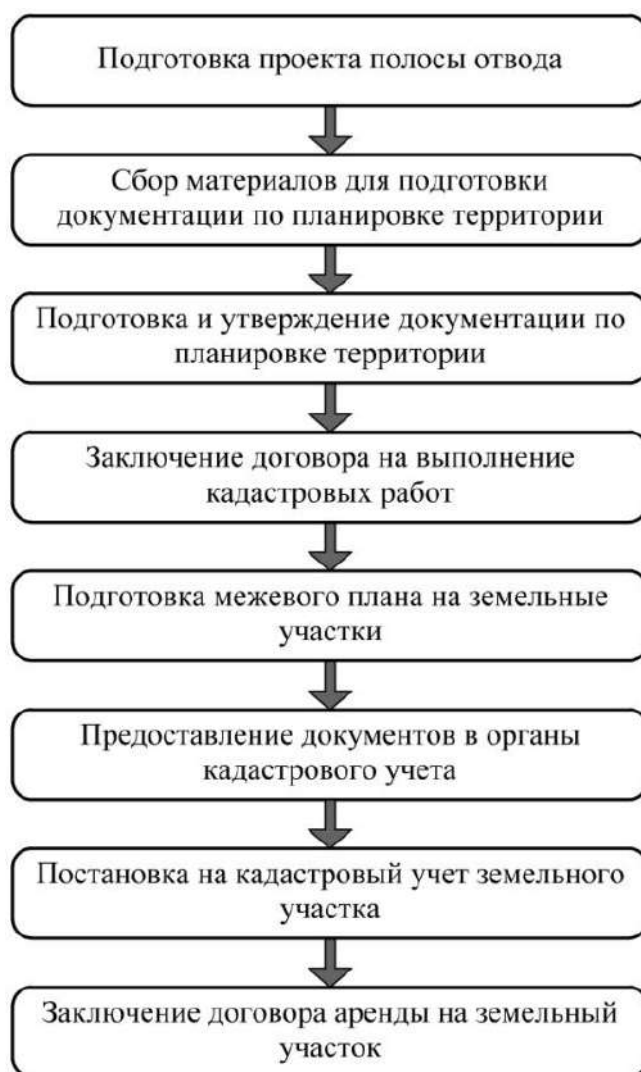 Подготовка проекта полосы отвода
Сбор материалов для подготовки
документации по планировке территории
Подготовка и утверждение документации по
планировке территории
Заключение договора на выполнение
кадастровых работ
Подготовка межевого плана на земельные
участки
Предоставление документов в органы
кадастрового учета
Постановка на кадастровый учет земельного
участка
Заключение договора аренды на земельный
участок